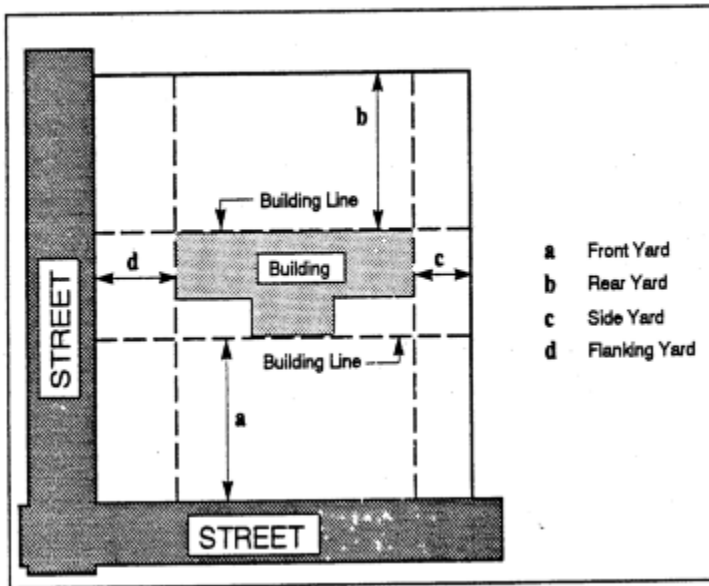 b
Building Line
Building
d
c
STREET
Building Line
a
STREET
a Front Yard
b Rear Yard
c Side Yard
d Flanking Yard